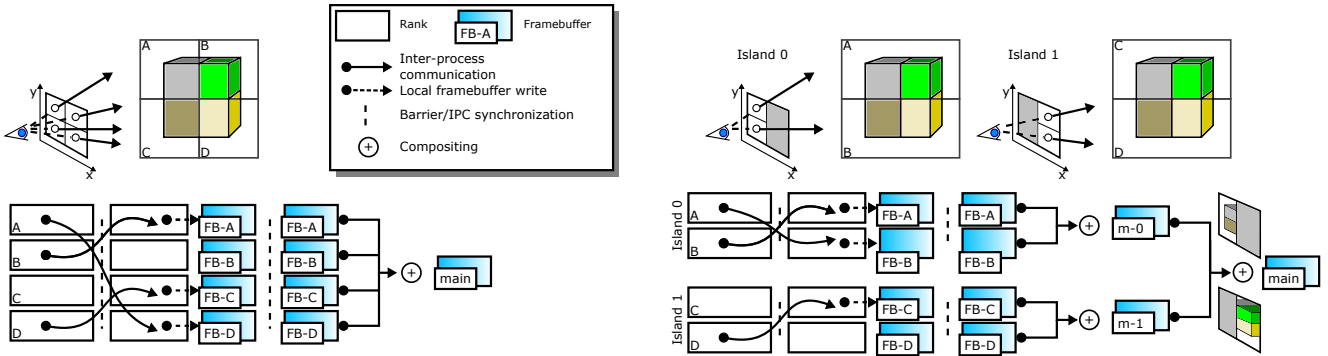 A B
C D
y
x
Rank
FB-A
Framebuffer
Inter-process
communication
Local framebuffer write
Barrier/IPC synchronization
+ Compositing
Island 0
y
x
A
B
Island 1
y
x
C
D
A
B
C
D
FB-A
FB-B
FB-C
FB-D
FB-A
FB-B
FB-C
FB-D
+
main
Island 0
A
B
FB-A
FB-B
FB-A
FB-B
+
m-0
Island 1
C
D
FB-C
FB-D
FB-C
FB-D
+
m-1
+
main